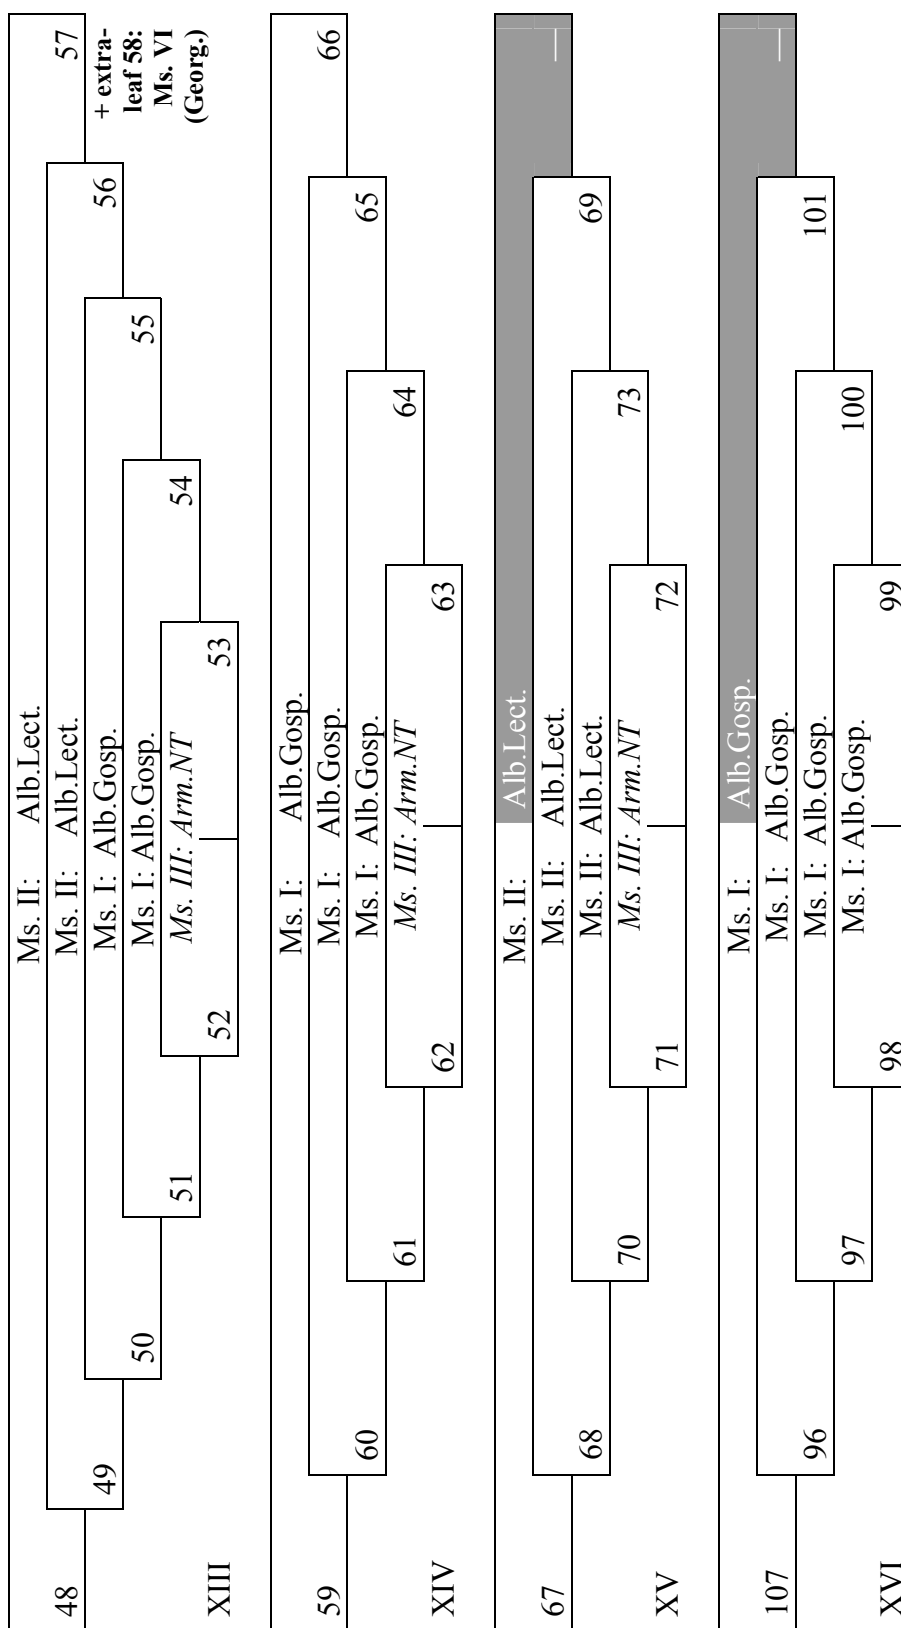 Ms. II: Alb.Lect.
48 57
Ms. II: Alb.Lect.
+ extra-
leaf 58:
Ms. VI
(Georg.)
49 56
Ms. I: Alb.Gosp.
50 55
Ms. I: Alb.Gosp.
51 54
Ms. III: Arm.NT
XIII 52 53
Ms. I: Alb.Gosp.
59 66
Ms. I: Alb.Gosp.
60 65
Ms. I: Alb.Gosp.
61 64
Ms. III: Arm.NT
XIV 62 63
Ms. II: Alb.Lect.
67 —
Ms. II: Alb.Lect.
68 69
Ms. II: Alb.Lect.
70 73
Ms. III: Arm.NT
XV 71 72
Ms. I: Alb.Gosp.
107 —
Ms. I: Alb.Gosp.
96 101
Ms. I: Alb.Gosp.
97 100
Ms. I: Alb.Gosp.
XVI 98 99